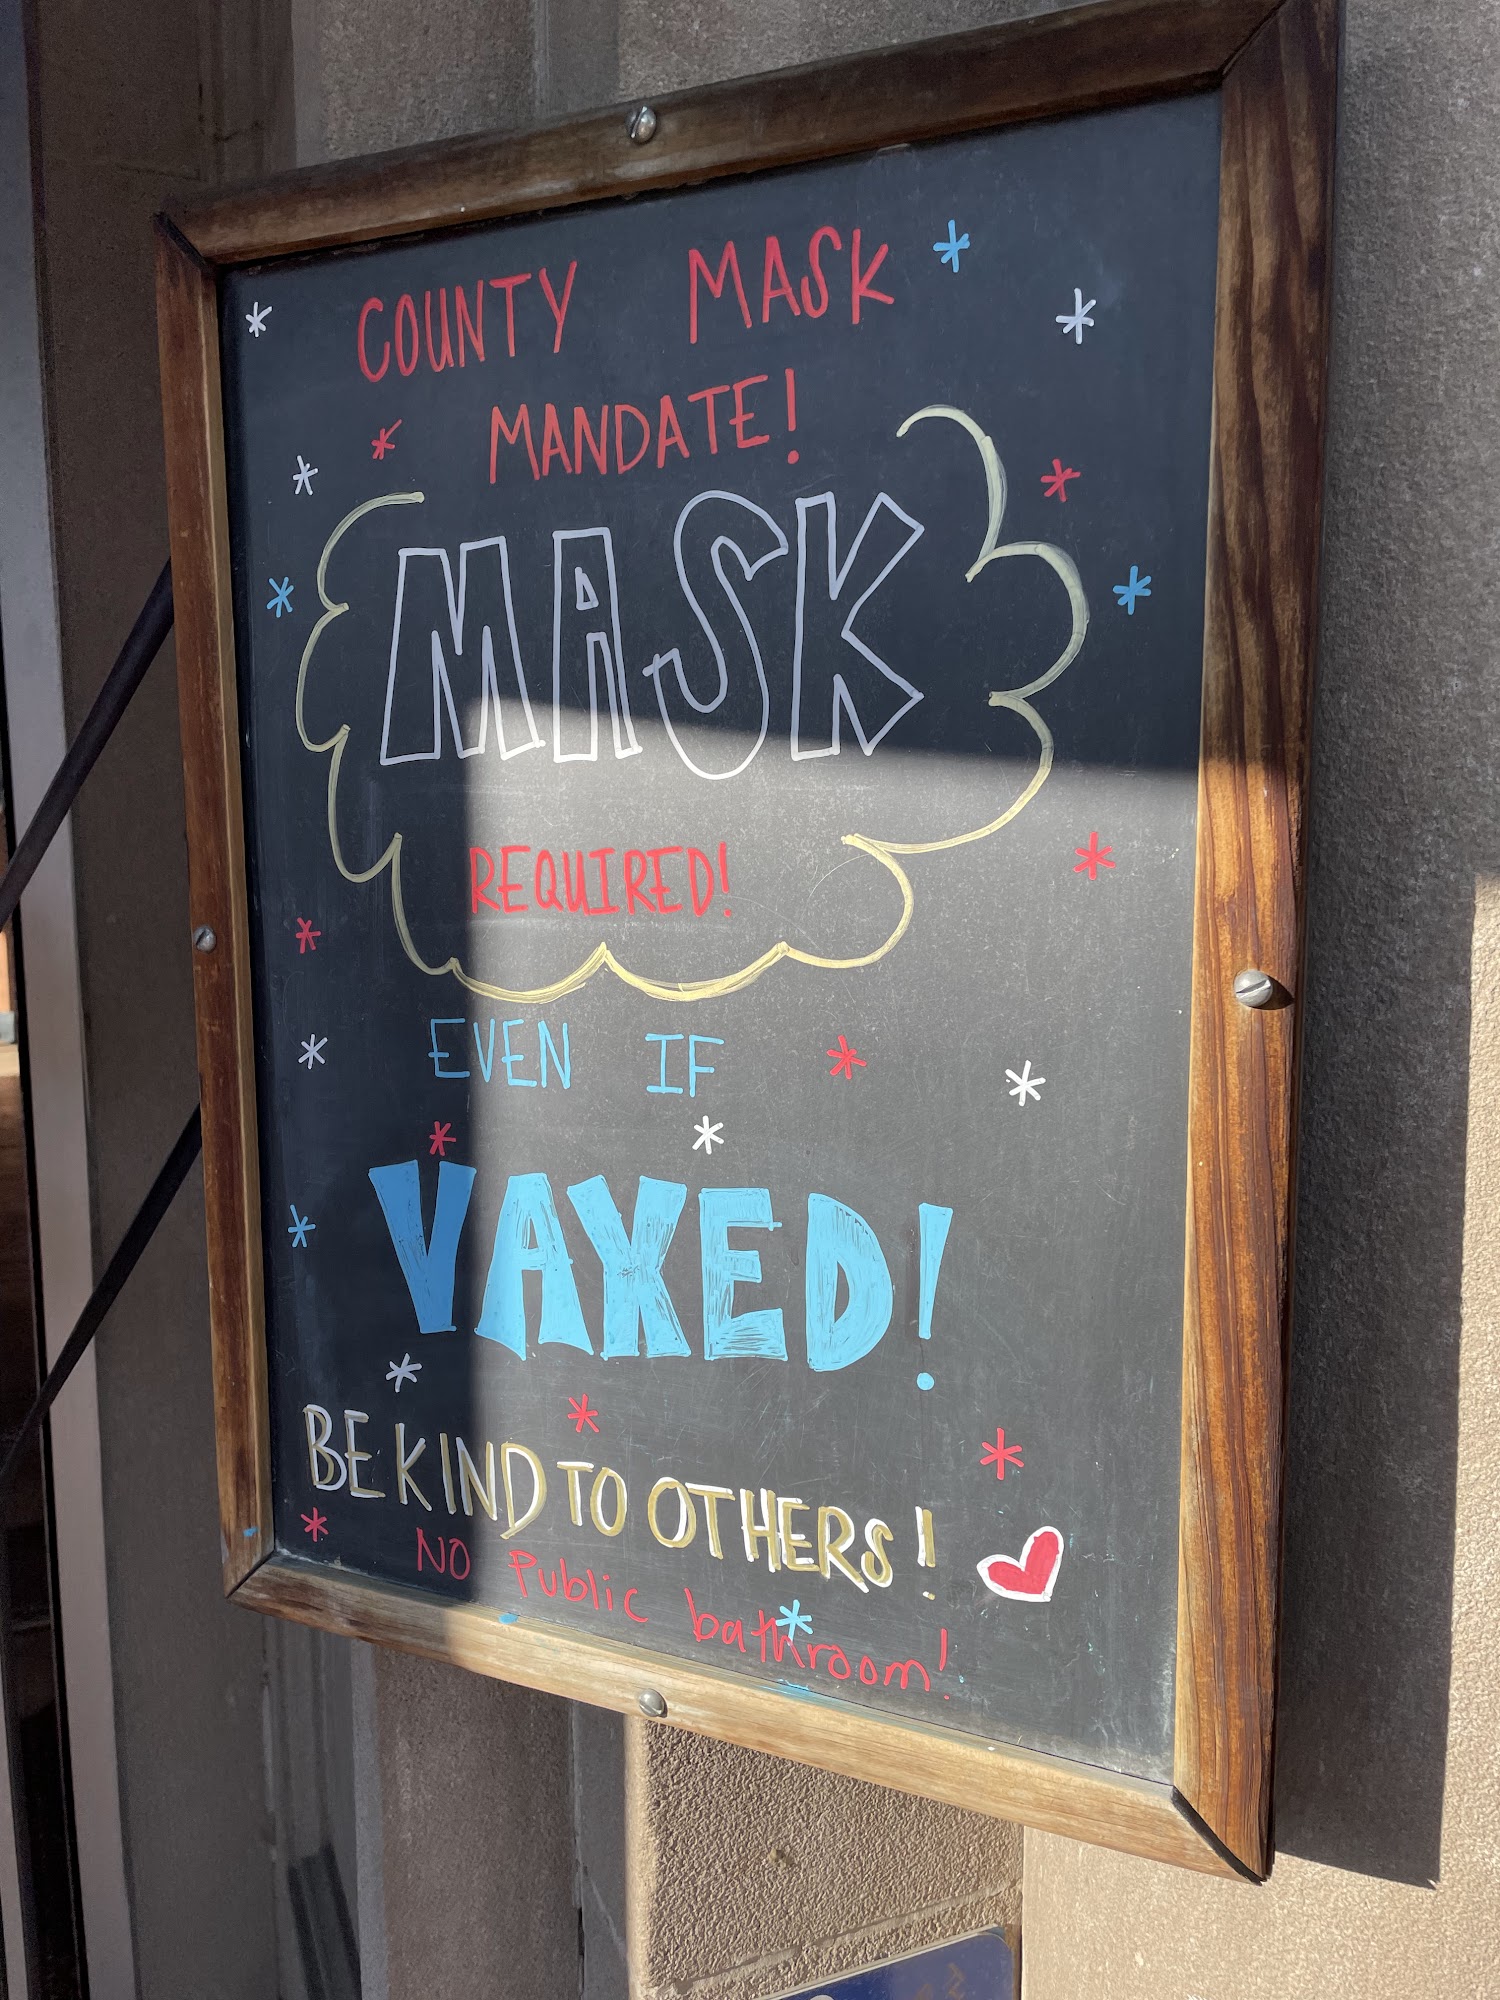 COUNTY MASK
MANDATE!
MASK
REQUIRED!
EVEN IF
VAXED!
BE KIND TO OTHERS!
NO Public bathroom!